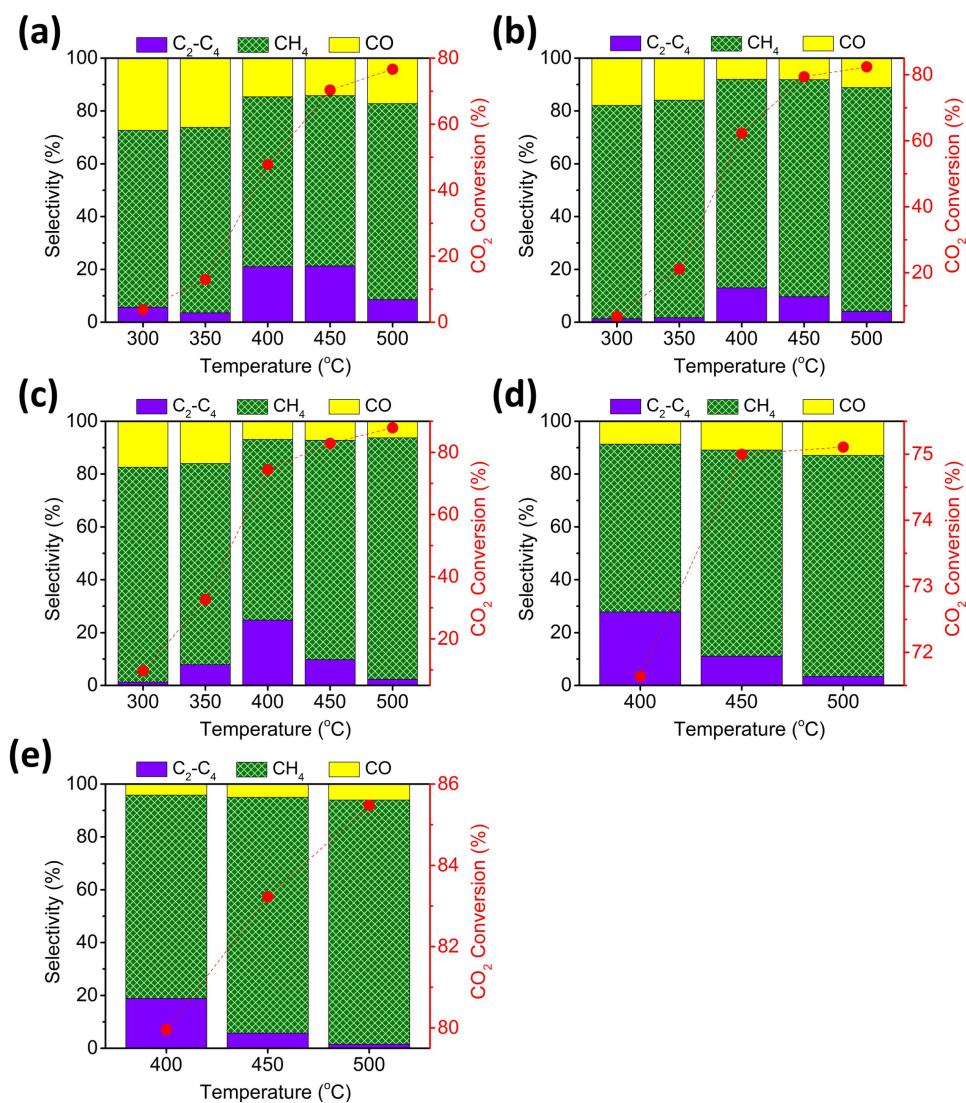 (a)
C₂-C₄ CH₄ CO
100
80
60
40
20
0
Selectivity (%)
80
60
40
20
0
CO₂ Conversion (%)
300 350 400 450 500
Temperature (°C)
(b)
C₂-C₄ CH₄ CO
100
80
60
40
20
0
Selectivity (%)
80
60
40
20
CO₂ Conversion (%)
300 350 400 450 500
Temperature (°C)
(c)
C₂-C₄ CH₄ CO
100
80
60
40
20
0
Selectivity (%)
80
60
40
20
CO₂ Conversion (%)
300 350 400 450 500
Temperature (°C)
(d)
C₂-C₄ CH₄ CO
100
80
60
40
20
0
Selectivity (%)
75
74
73
72
CO₂ Conversion (%)
400 450 500
Temperature (°C)
(e)
C₂-C₄ CH₄ CO
100
80
60
40
20
0
Selectivity (%)
86
84
82
80
CO₂ Conversion (%)
400 450 500
Temperature (°C)